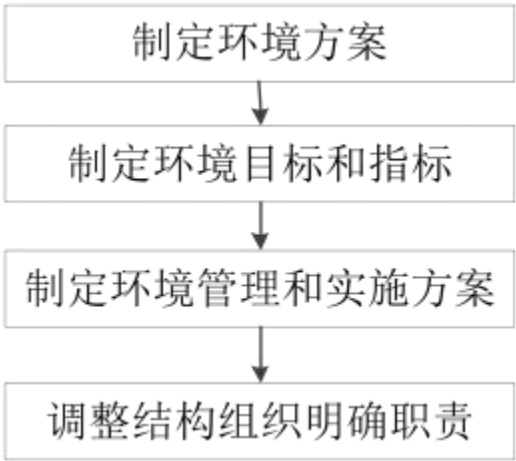 制定环境方案
制定环境目标和指标
制定环境管理和实施方案
调整结构组织明确职责